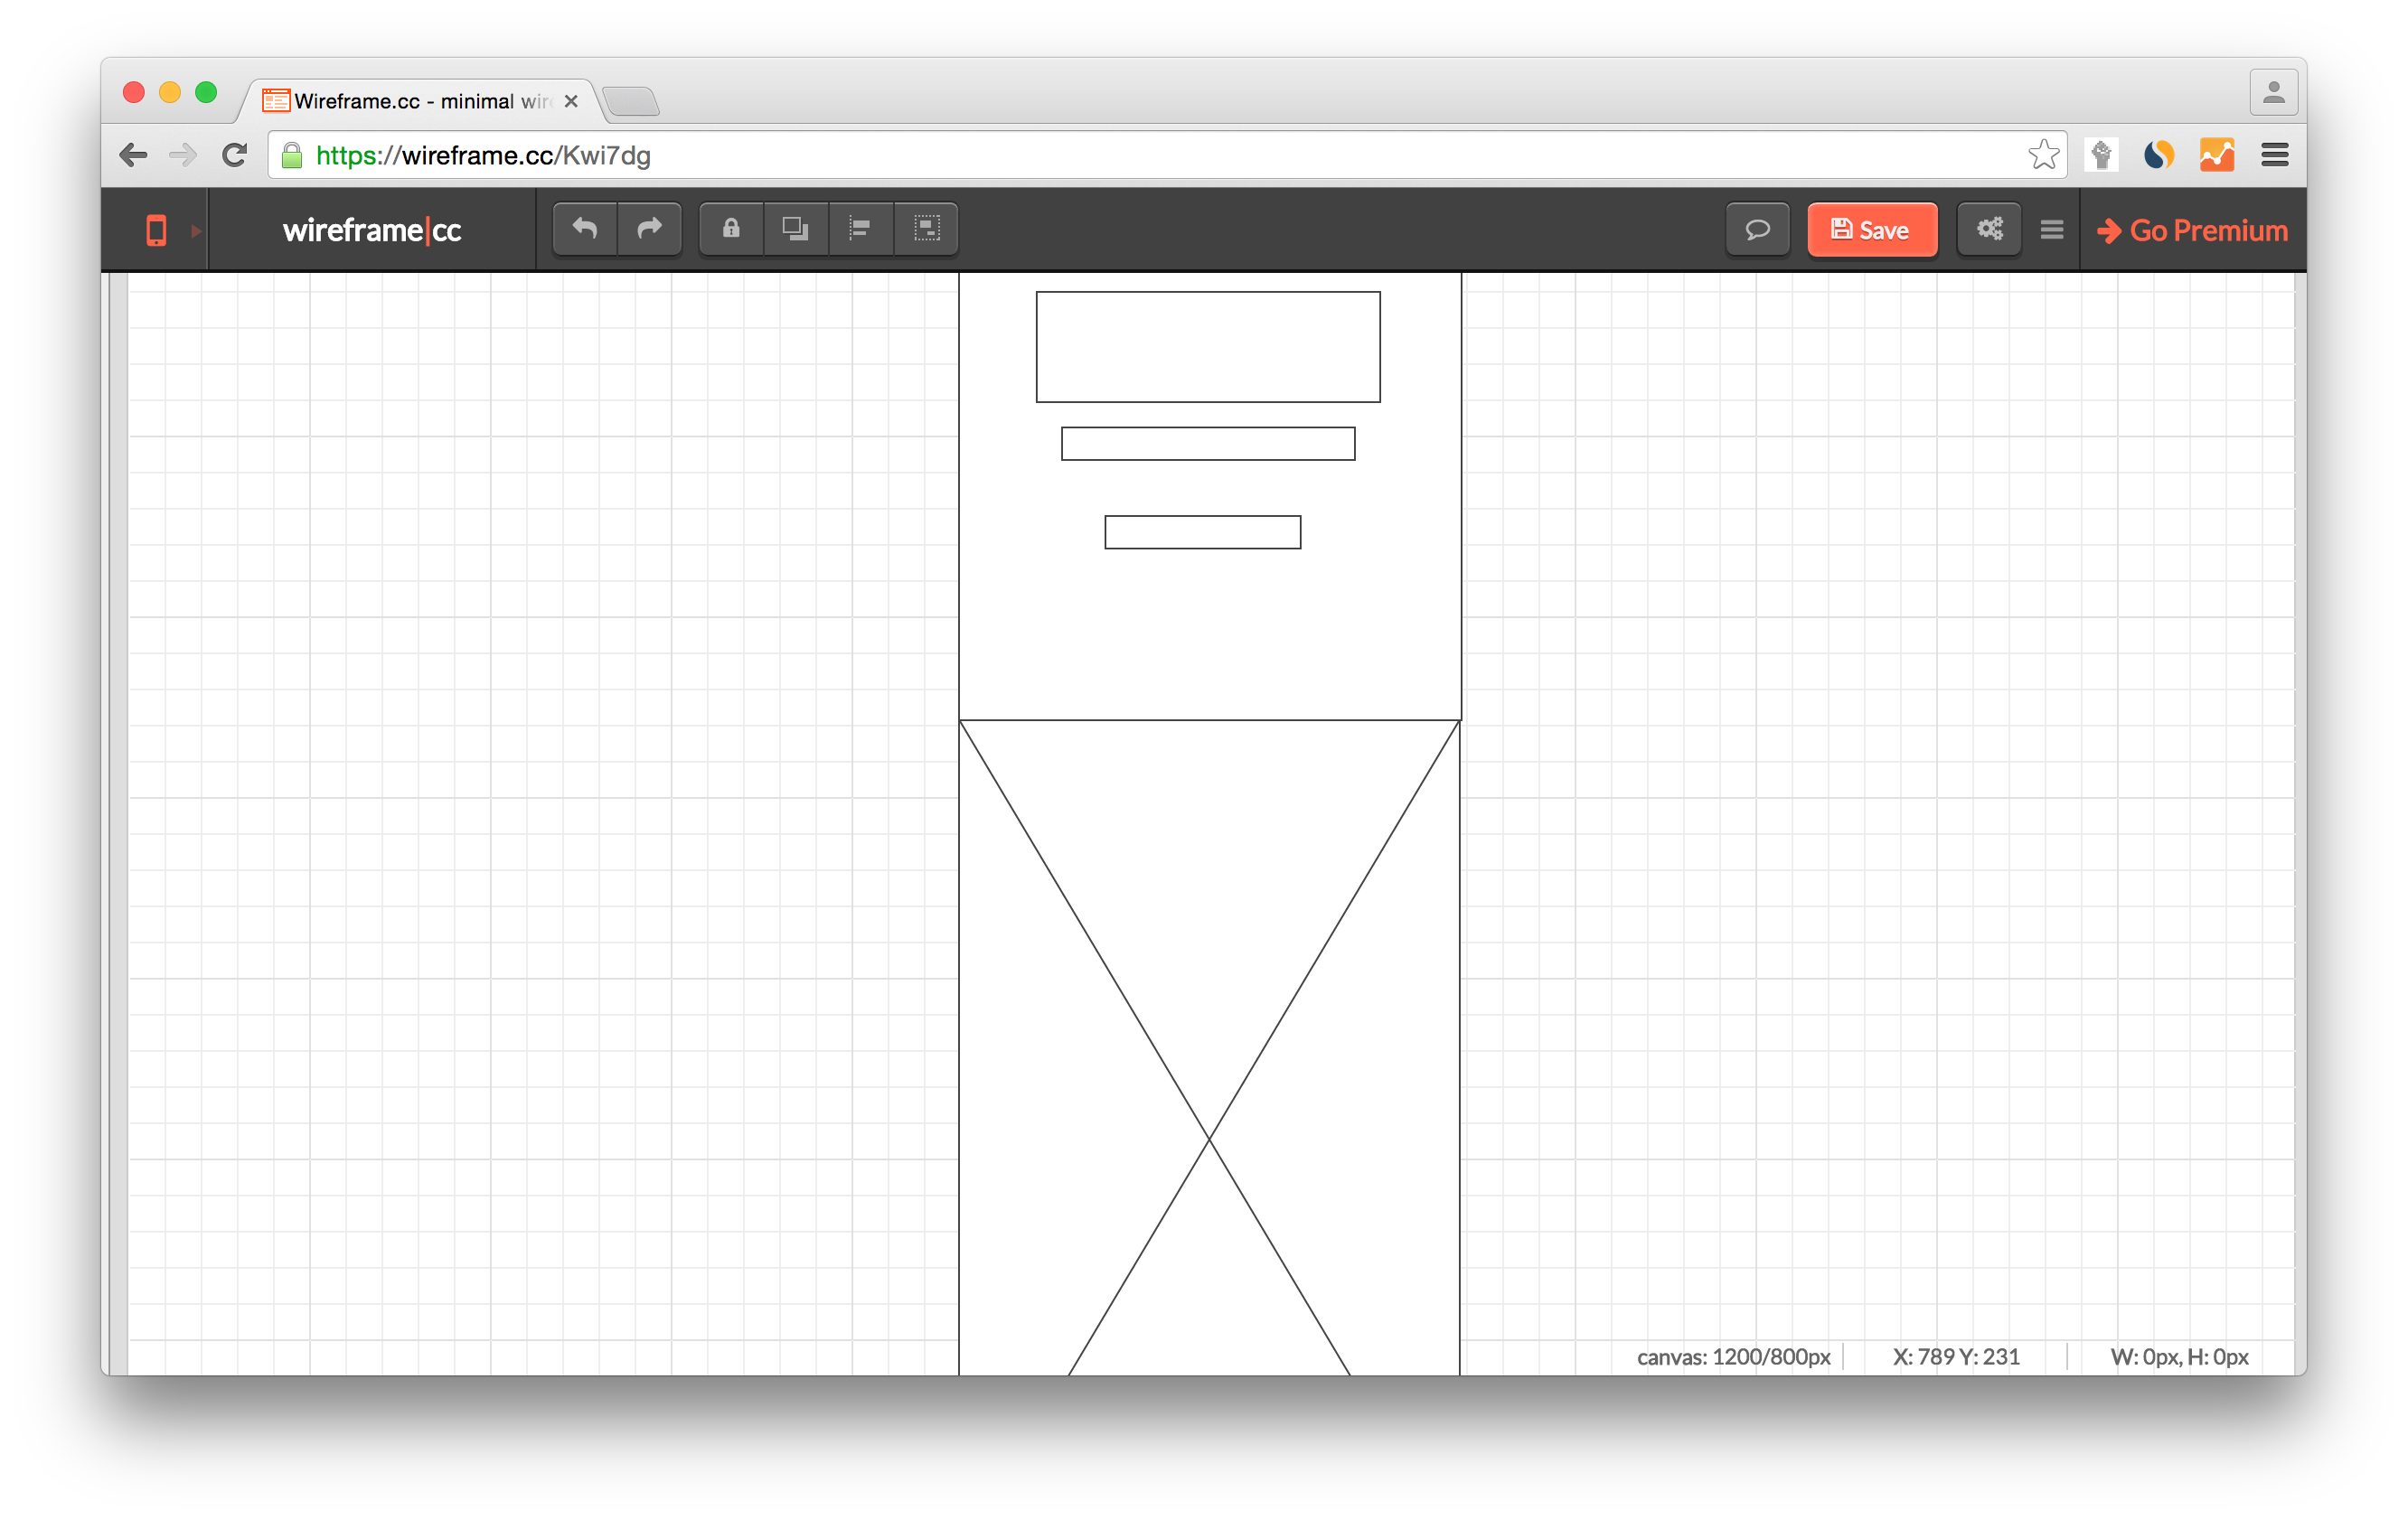 Wireframe.cc - minimal wir
https://wireframe.cc/Kwi7dg
wireframe|cc
Save
Go Premium
canvas: 1200/800px
X: 789 Y: 231
W: 0px, H: 0px